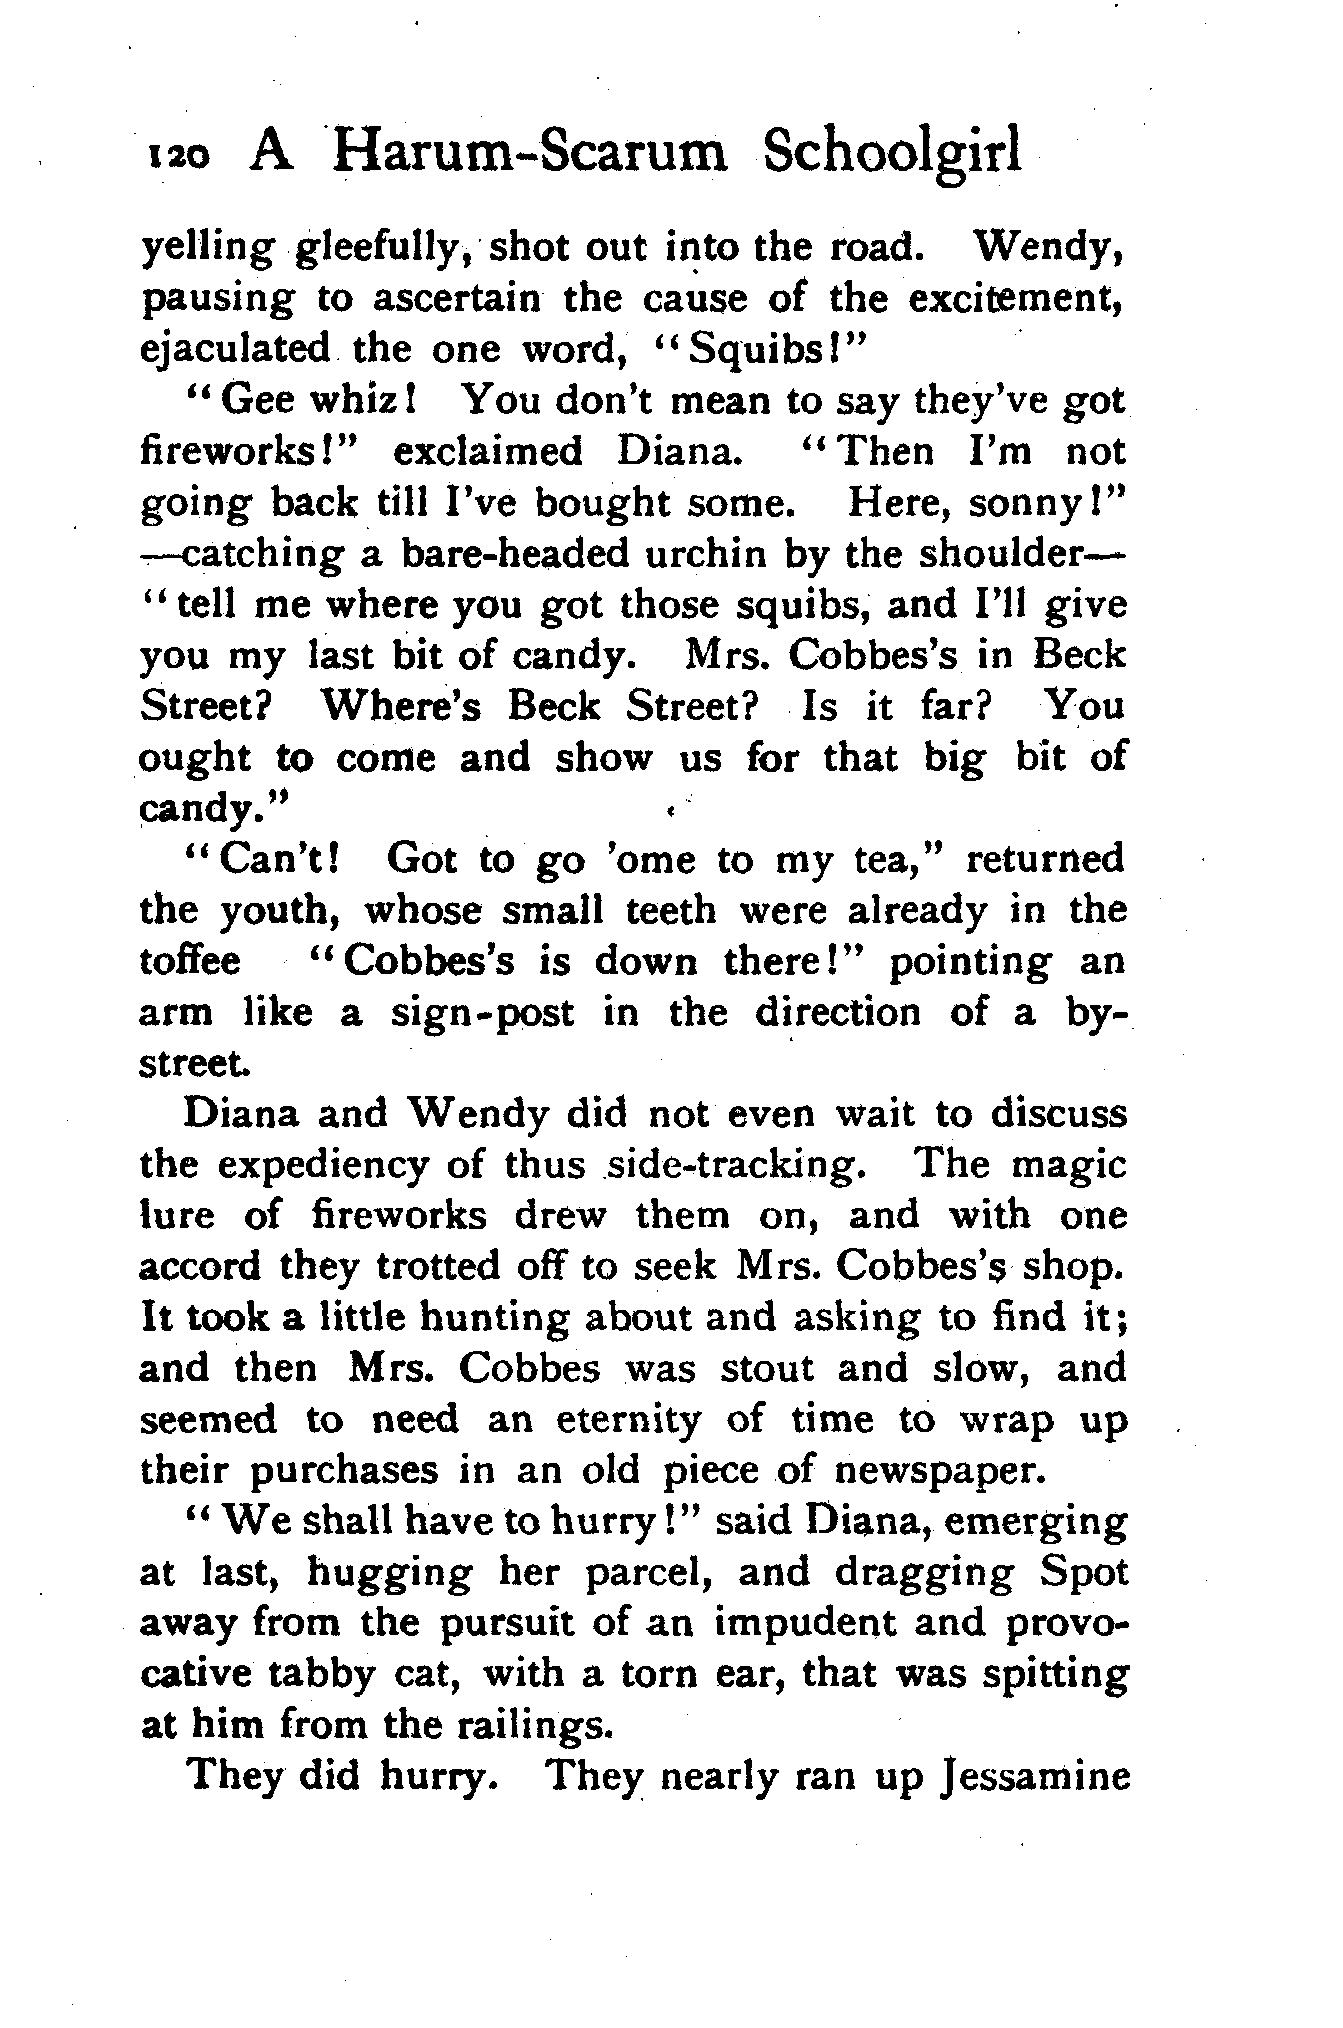 120 A Harum-Scarum Schoolgirl
yelling gleefully, shot out into the road. Wendy,
pausing to ascertain the cause of the excitement,
ejaculated the one word, "Squibs!"
"Gee whiz! You don't mean to say they've got
fireworks!" exclaimed Diana. "Then I'm not
going back till I've bought some. Here, sonny!"
—catching a bare-headed urchin by the shoulder—
"tell me where you got those squibs, and I'll give
you my last bit of candy. Mrs. Cobbes's in Beck
Street? Where's Beck Street? Is it far? You
ought to come and show us for that big bit of
candy."
"Can't! Got to go 'ome to my tea," returned
the youth, whose small teeth were already in the
toffee "Cobbes's is down there!" pointing an
arm like a sign-post in the direction of a by-
street.
Diana and Wendy did not even wait to discuss
the expediency of thus side-tracking. The magic
lure of fireworks drew them on, and with one
accord they trotted off to seek Mrs. Cobbes's shop.
It took a little hunting about and asking to find it;
and then Mrs. Cobbes was stout and slow, and
seemed to need an eternity of time to wrap up
their purchases in an old piece of newspaper.
"We shall have to hurry!" said Diana, emerging
at last, hugging her parcel, and dragging Spot
away from the pursuit of an impudent and provo-
cative tabby cat, with a torn ear, that was spitting
at him from the railings.
They did hurry. They nearly ran up Jessamine